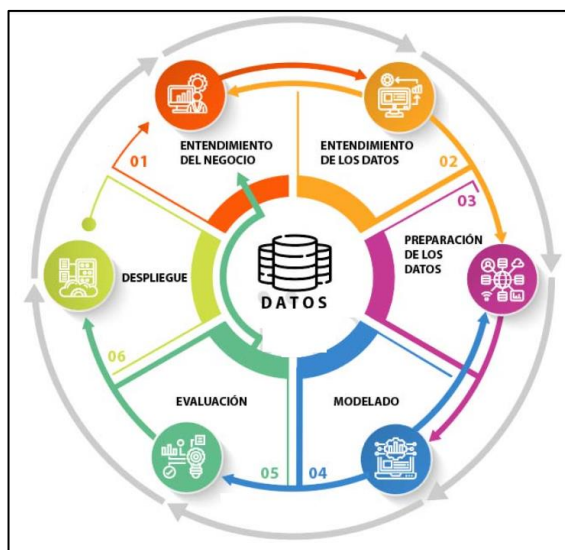 01
ENTENDIMIENTO
DEL NEGOCIO
ENTENDIMIENTO
DE LOS DATOS
02
03
PREPARACIÓN
DE LOS
DATOS
DATOS
DESPLIEGUE
06
EVALUACIÓN
05
MODELADO
04